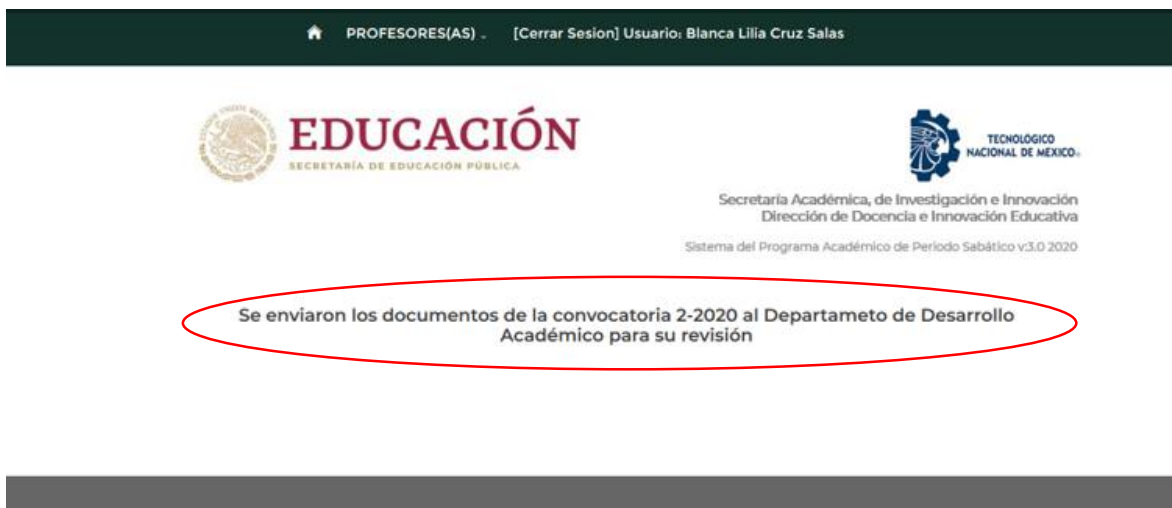 PROFESORES(AS) [Cerrar Sesion] Usuario: Blanca Lilia Cruz Salas
EDUCACIÓN
SECRETARÍA DE EDUCACIÓN PÚBLICA
TECNOLÓGICO
NACIONAL DE MÉXICO
Secretaría Académica, de Investigación e Innovación
Dirección de Docencia e Innovación Educativa
Sistema del Programa Académico de Periodo Sabático v:3.0 2020
Se enviaron los documentos de la convocatoria 2-2020 al Departameto de Desarrollo
Académico para su revisión